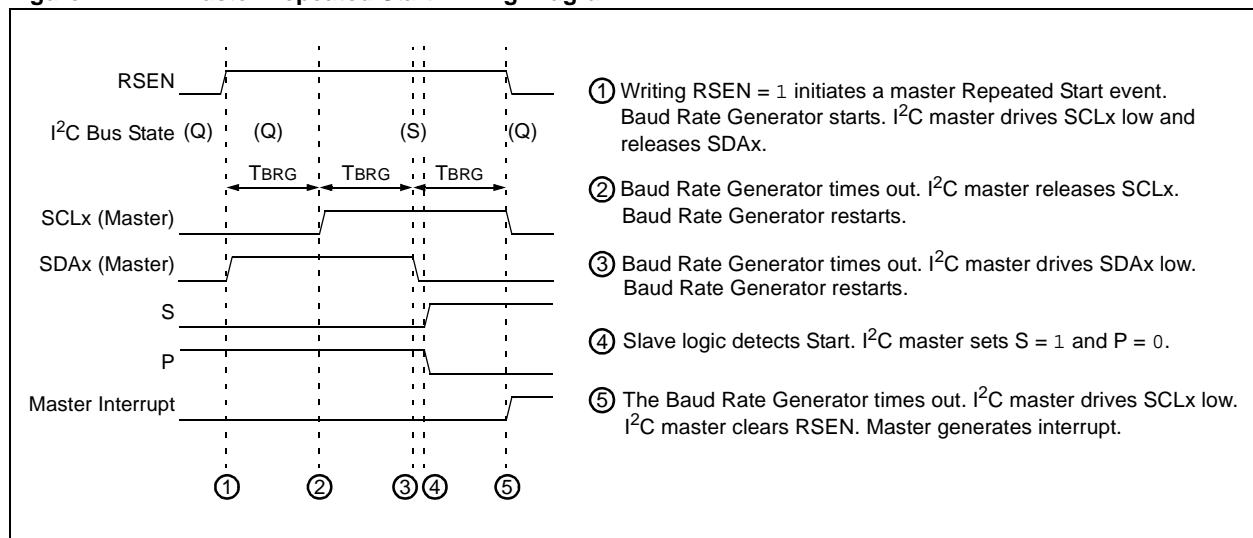 RSEN
I2C Bus State (Q) (Q) (S) (Q)
TBRG TBRG TBRG
SCLx (Master)
SDAx (Master)
S
P
Master Interrupt
1 2 3 4 5
1 Writing RSEN = 1 initiates a master Repeated Start event.
Baud Rate Generator starts. I2C master drives SCLx low and
releases SDAx.
2 Baud Rate Generator times out. I2C master releases SCLx.
Baud Rate Generator restarts.
3 Baud Rate Generator times out. I2C master drives SDAx low.
Baud Rate Generator restarts.
4 Slave logic detects Start. I2C master sets S = 1 and P = 0.
5 The Baud Rate Generator times out. I2C master drives SCLx low.
I2C master clears RSEN. Master generates interrupt.